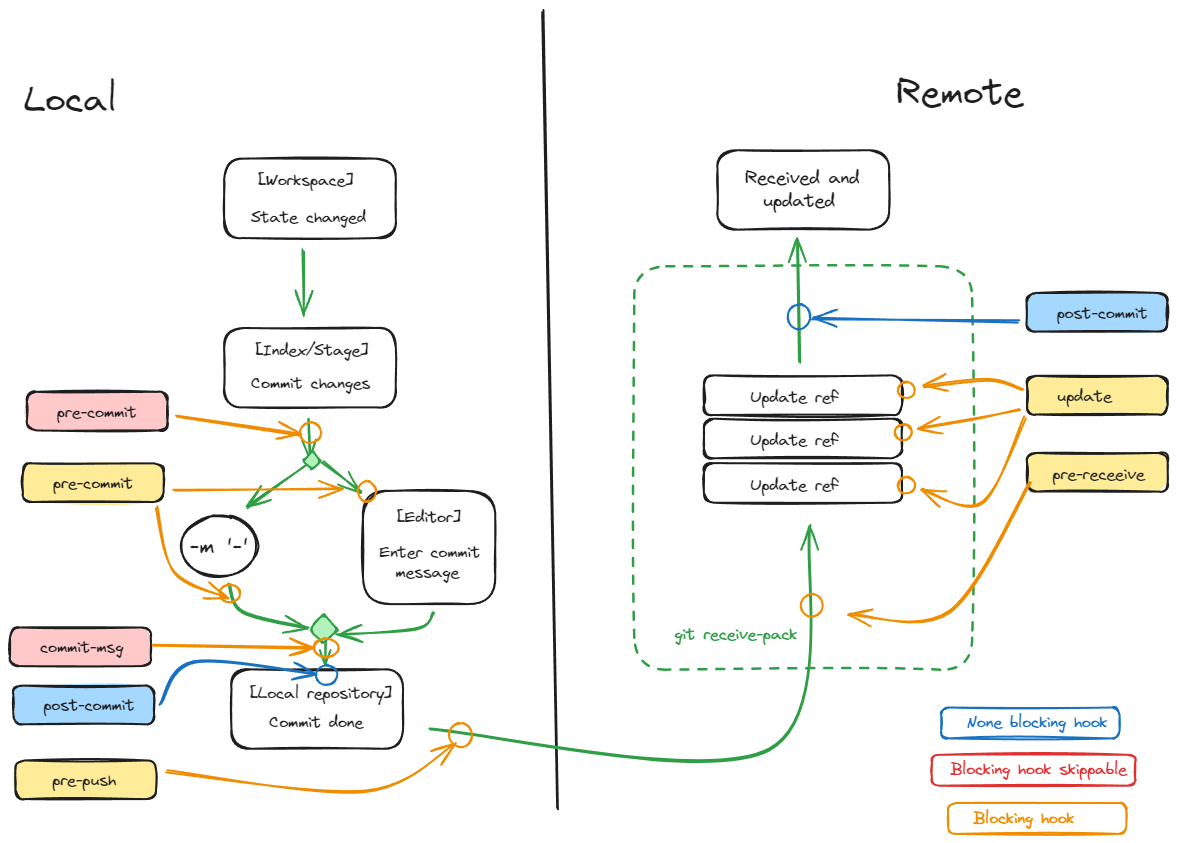 Local
Remote
[Workspace]
State changed
[Index/Stage]
Commit changes
pre-commit
pre-commit
-m '-'
[Editor]
Enter commit
message
commit-msg
post-commit
[Local repository]
Commit done
pre-push
Received and
updated
post-commit
Update ref
Update ref
Update ref
update
pre-receeive
git receive-pack
None blocking hook
Blocking hook skippable
Blocking hook